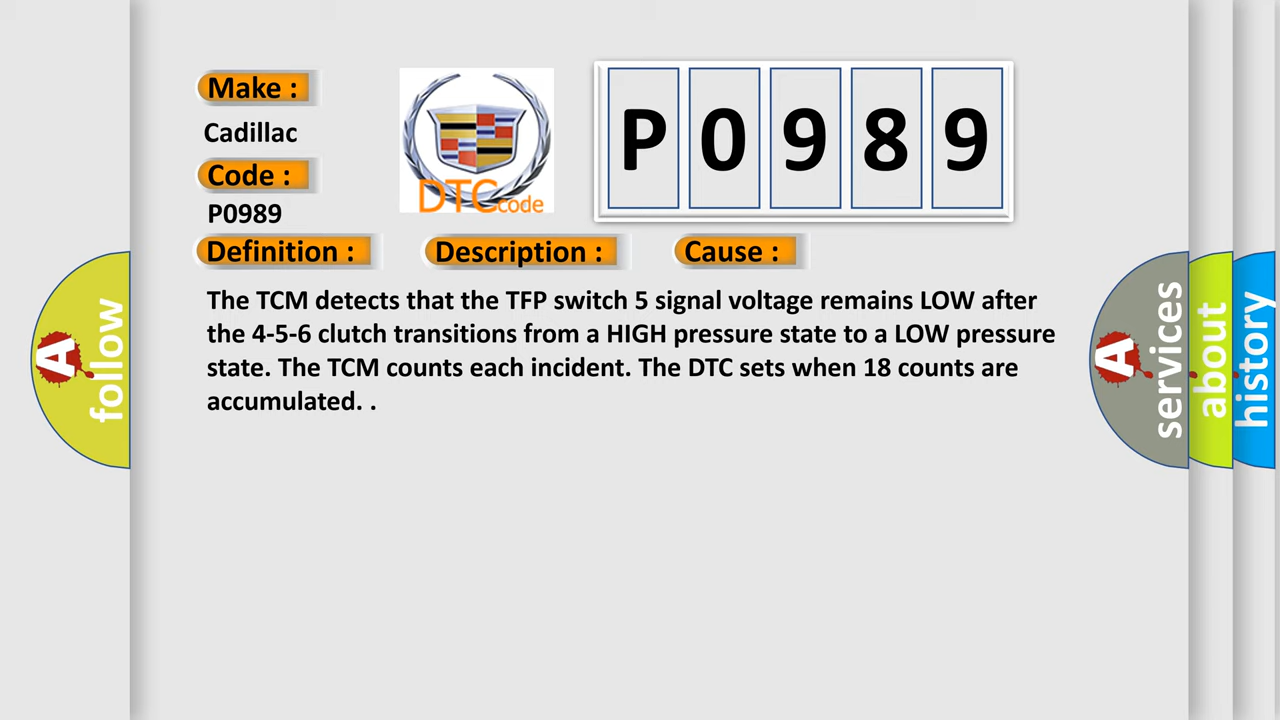 Make :
Cadillac
Code :
P0989
DTC code
P 0 9 8 9
Definition :
Description :
Cause :
The TCM detects that the TFP switch 5 signal voltage remains LOW after
the 4-5-6 clutch transitions from a HIGH pressure state to a LOW pressure
state. The TCM counts each incident. The DTC sets when 18 counts are
accumulated. .
A follow
A services
about
history